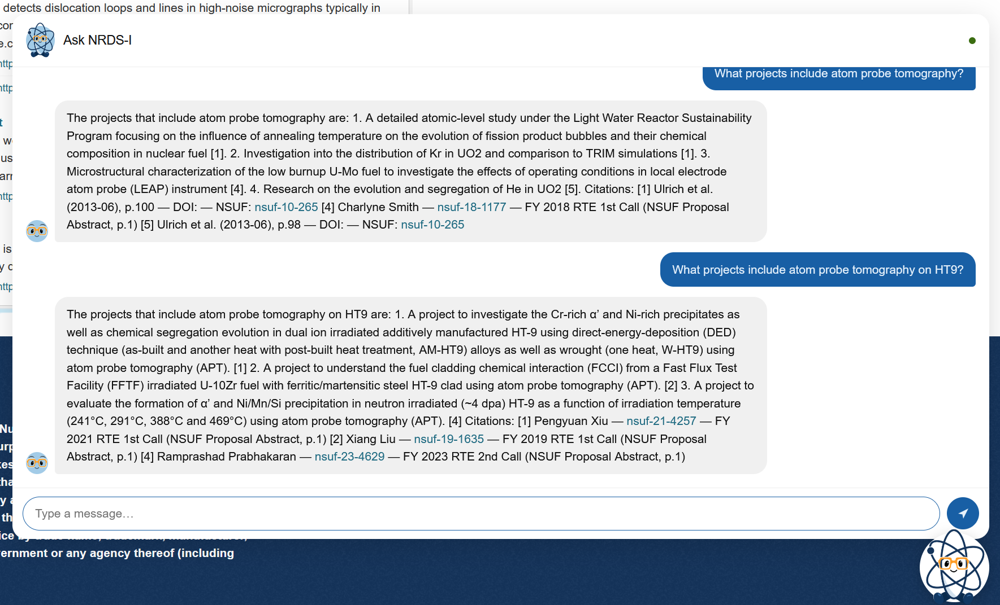 detects dislocation loops and lines in high-noise micrographs typically in
Ask NRDS-I
What projects include atom probe tomography?
The projects that include atom probe tomography are: 1. A detailed atomic-level study under the Light Water Reactor Sustainability
Program focusing on the influence of annealing temperature on the evolution of fission product bubbles and their chemical
composition in nuclear fuel [1]. 2. Investigation into the distribution of Kr in UO2 and comparison to TRIM simulations [1]. 3.
Microstructural characterization of the low burnup U-Mo fuel to investigate the effects of operating conditions in local electrode
atom probe (LEAP) instrument [4]. 4. Research on the evolution and segregation of He in UO2 [5]. Citations: [1] Ulrich et al.
(2013-06), p.100 — DOI: — NSUF: nsuf-10-265 [4] Charlyne Smith — nsuf-18-1177 — FY 2018 RTE 1st Call (NSUF Proposal
Abstract, p.1) [5] Ulrich et al. (2013-06), p.98 — DOI: — NSUF: nsuf-10-265
What projects include atom probe tomography on HT9?
The projects that include atom probe tomography on HT9 are: 1. A project to investigate the Cr-rich α’ and Ni-rich precipitates as
well as chemical segregation evolution in dual ion irradiated additively manufactured HT-9 using direct-energy-deposition (DED)
technique (as-built and another heat with post-built heat treatment, AM-HT9) alloys as well as wrought (one heat, W-HT9) using
atom probe tomography (APT). [1] 2. A project to understand the fuel cladding chemical interaction (FCCI) from a Fast Flux Test
Facility (FFTF) irradiated U-10Zr fuel with ferritic/martensitic steel HT-9 clad using atom probe tomography (APT). [2] 3. A project to
evaluate the formation of α’ and Ni/Mn/Si precipitation in neutron irradiated (~4 dpa) HT-9 as a function of irradiation temperature
(241°C, 291°C, 388°C and 469°C) using atom probe tomography (APT). [4] Citations: [1] Pengyuan Xiu — nsuf-21-4257 — FY
2021 RTE 1st Call (NSUF Proposal Abstract, p.1) [2] Xiang Liu — nsuf-19-1635 — FY 2019 RTE 1st Call (NSUF Proposal
Abstract, p.1) [4] Ramprashad Prabhakaran — nsuf-23-4629 — FY 2023 RTE 2nd Call (NSUF Proposal Abstract, p.1)
Type a message…
ernment or any agency thereof (including